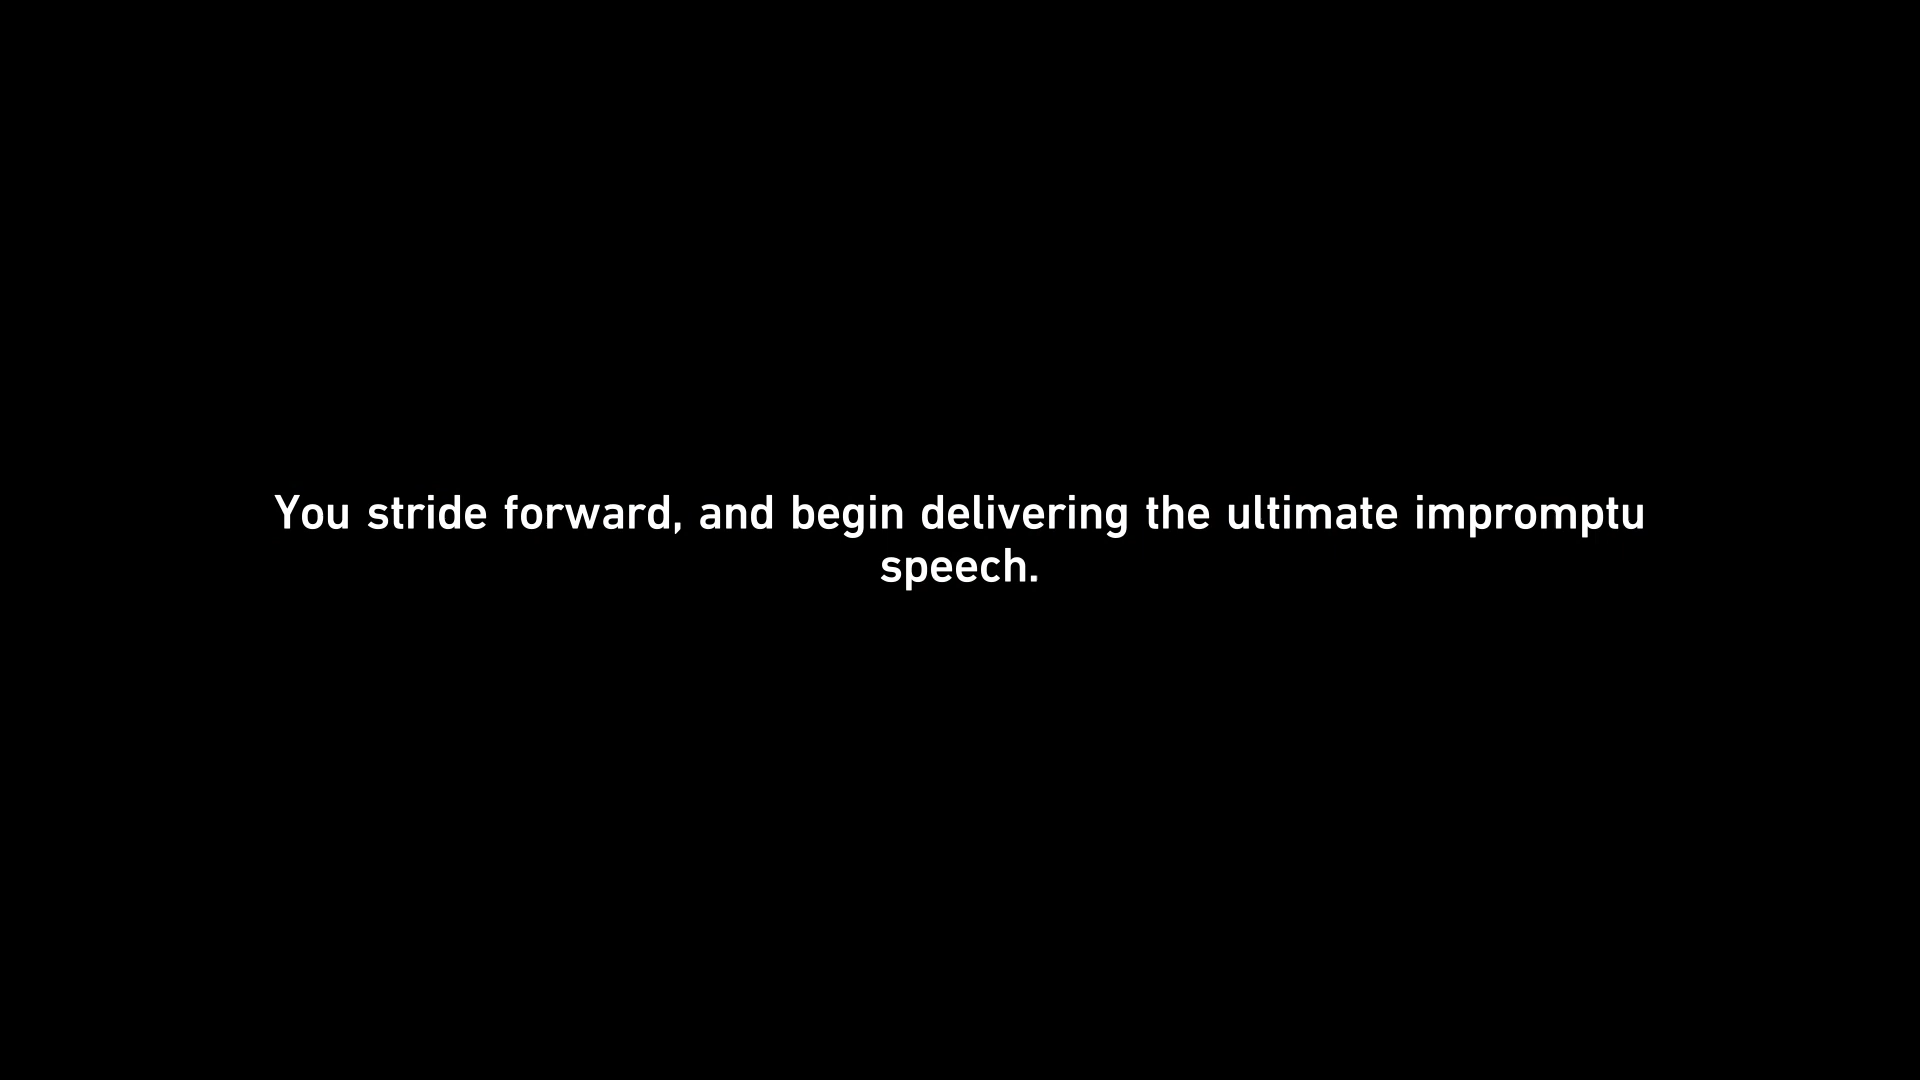 You stride forward, and begin delivering the ultimate impromptu
speech.